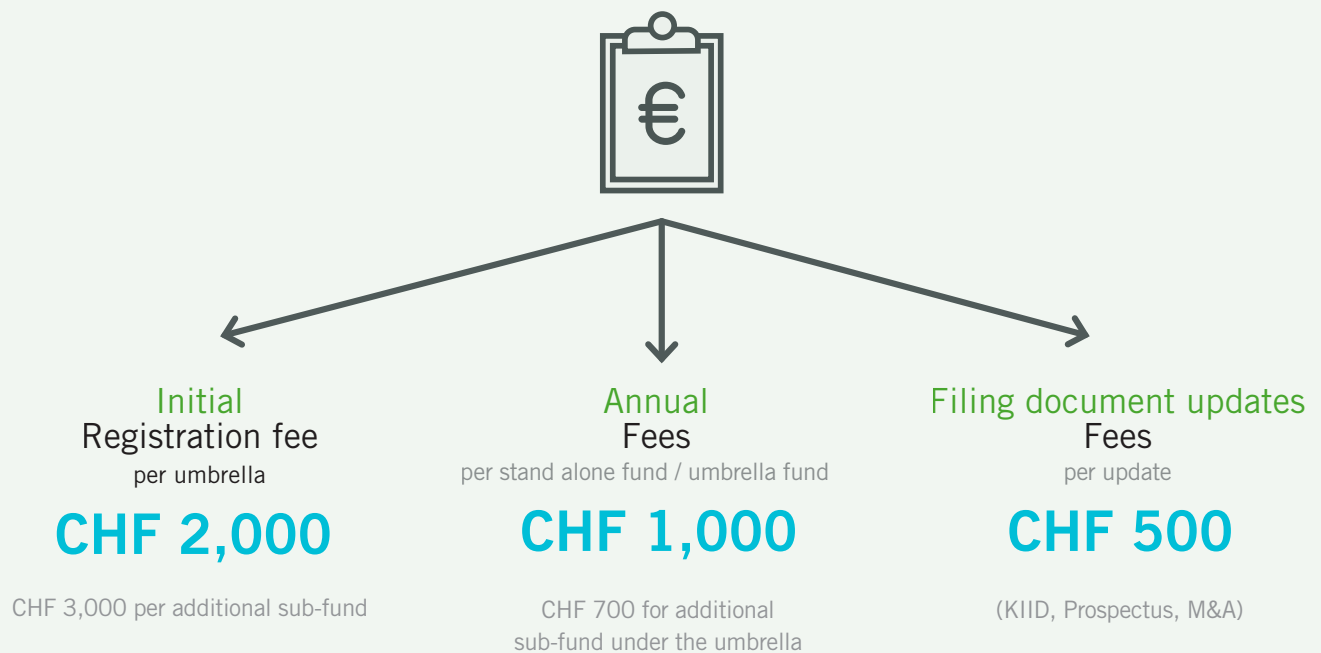 €
Initial
Registration fee
per umbrella
CHF 2,000
CHF 3,000 per additional sub-fund
Annual
Fees
per stand alone fund / umbrella fund
CHF 1,000
CHF 700 for additional
sub-fund under the umbrella
Filing document updates
Fees
per update
CHF 500
(KIID, Prospectus, M&A)